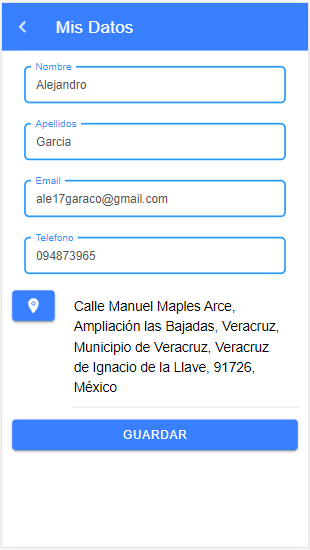 Mis Datos
Nombre
Alejandro
Apellidos
Garcia
Email
ale17garaco@gmail.com
Telefono
094873965
Calle Manuel Maples Arce,
Ampliación las Bajadas, Veracruz,
Municipio de Veracruz, Veracruz
de Ignacio de la Llave, 91726,
México
GUARDAR